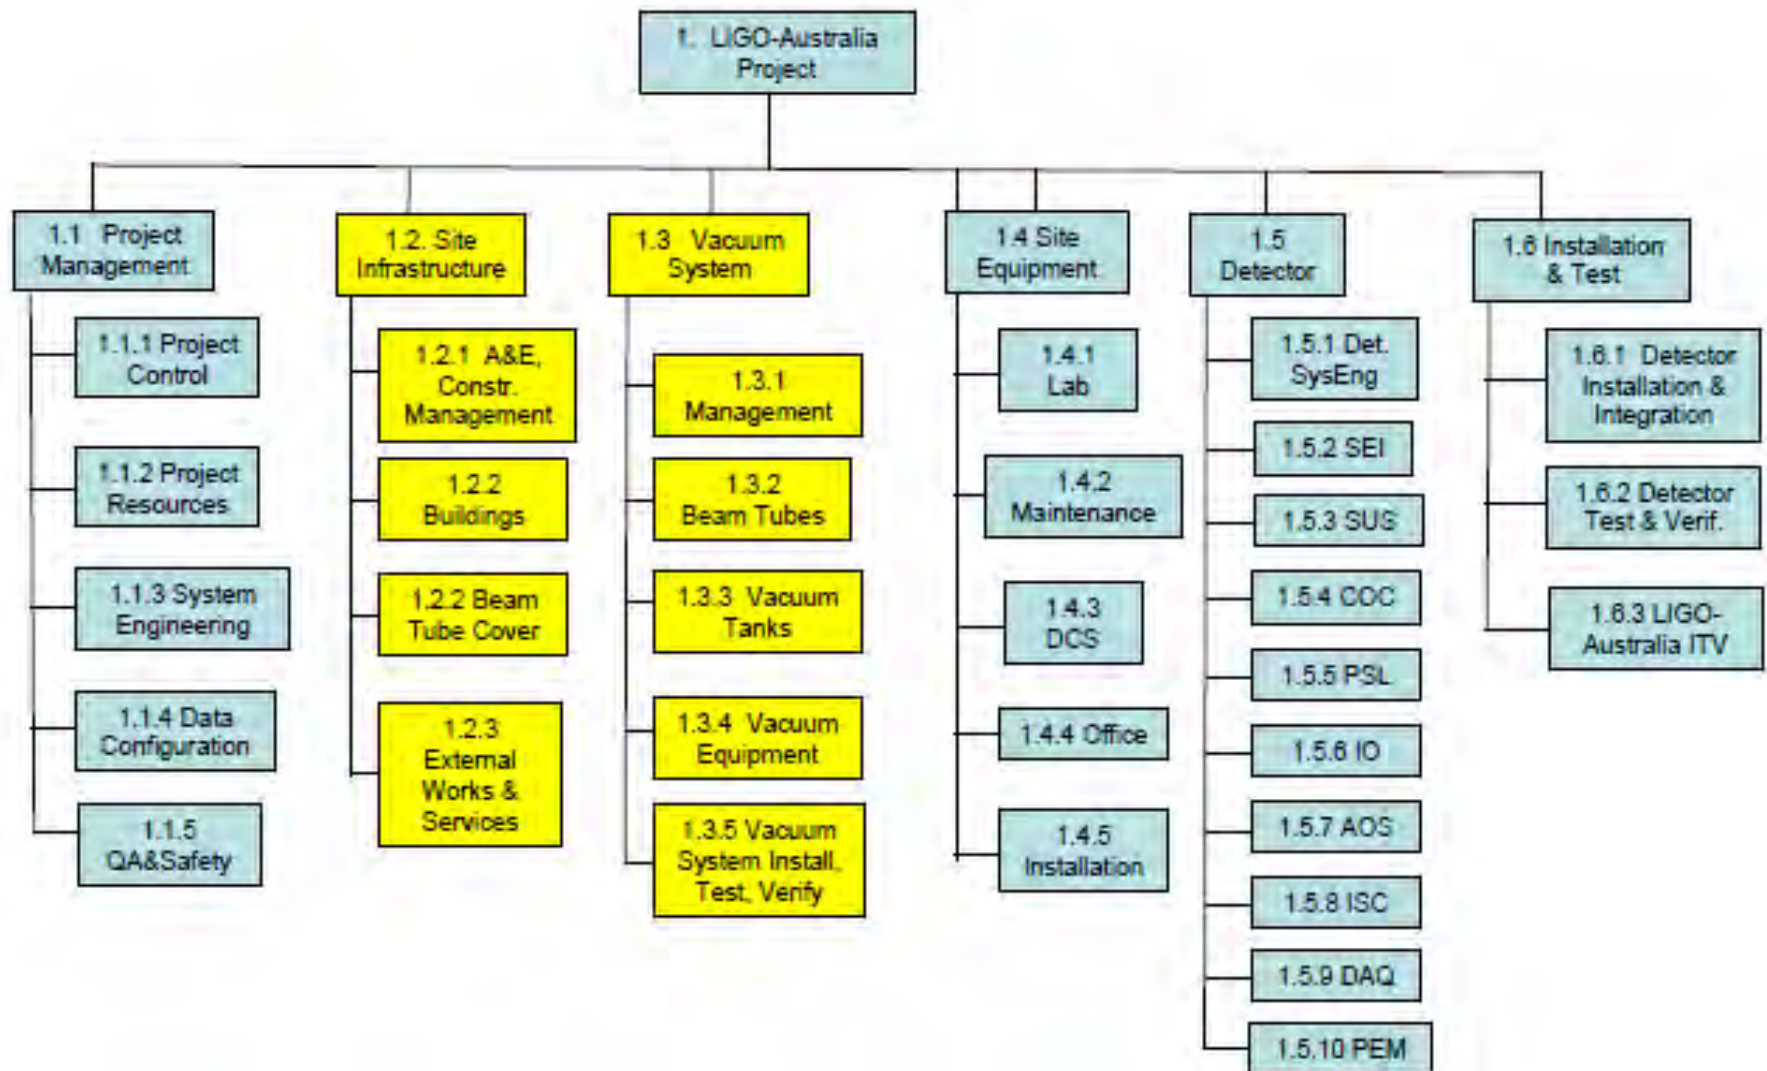 1. LIGO-Australia
Project
1.1 Project
Management
1.1.1 Project
Control
1.1.2 Project
Resources
1.1.3 System
Engineering
1.1.4 Data
Configuration
1.1.5
QA&Safety
1.2. Site
Infrastructure
1.2.1 A&E,
Constr.
Management
1.2.2
Buildings
1.2.2 Beam
Tube Cover
1.2.3
External
Works &
Services
1.3 Vacuum
System
1.3.1
Management
1.3.2
Beam Tubes
1.3.3 Vacuum
Tanks
1.3.4 Vacuum
Equipment
1.3.5 Vacuum
System Install,
Test, Verify
1.4 Site
Equipment
1.4.1
Lab
1.4.2
Maintenance
1.4.3
DCS
1.4.4 Office
1.4.5
Installation
1.5
Detector
1.5.1 Det.
SysEng
1.5.2 SEI
1.5.3 SUS
1.5.4 COC
1.5.5 PSL
1.5.6 IO
1.5.7 AOS
1.5.8 ISC
1.5.9 DAQ
1.5.10 PEM
1.6 Installation
& Test
1.6.1 Detector
Installation &
Integration
1.6.2 Detector
Test & Verif.
1.6.3 LIGO-
Australia ITV